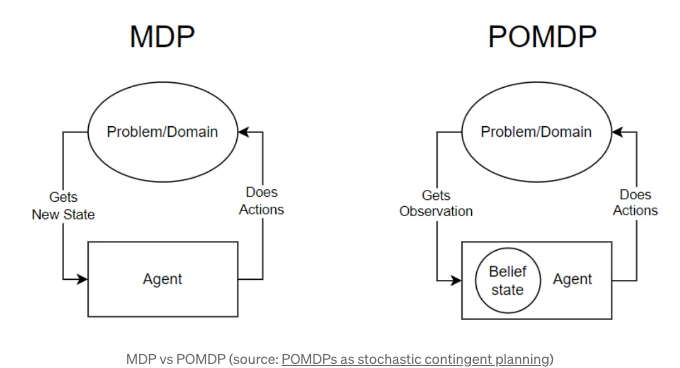 MDP
POMDP
Problem/Domain
Gets
New State
Does
Actions
Agent
Problem/Domain
Gets
Observation
Does
Actions
Belief
state
Agent
MDP vs POMDP (source: POMDPs as stochastic contingent planning)